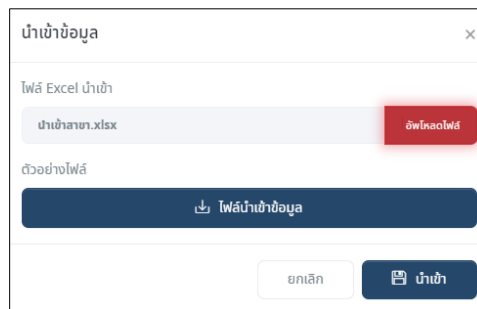 นำเข้าข้อมูล
×
ไฟล์ Excel นำเข้า
นำเข้าสาขา.xlsx
อัพโหลดไฟล์
ตัวอย่างไฟล์
ไฟล์นำเข้าข้อมูล
ยกเลิก
นำเข้า